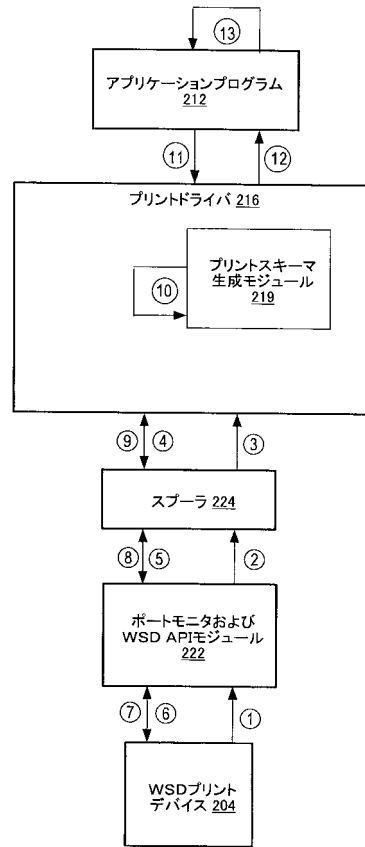 ⑬
アプリケーションプログラム
212
⑪
⑫
プリントドライバ 216
プリントスキーマ
生成モジュール
219
⑩
⑨ ④
③
スプーラ 224
⑧ ⑤
②
ポートモニタおよび
WSD APIモジュール
222
⑦ ⑥
①
WSDプリント
デバイス 204